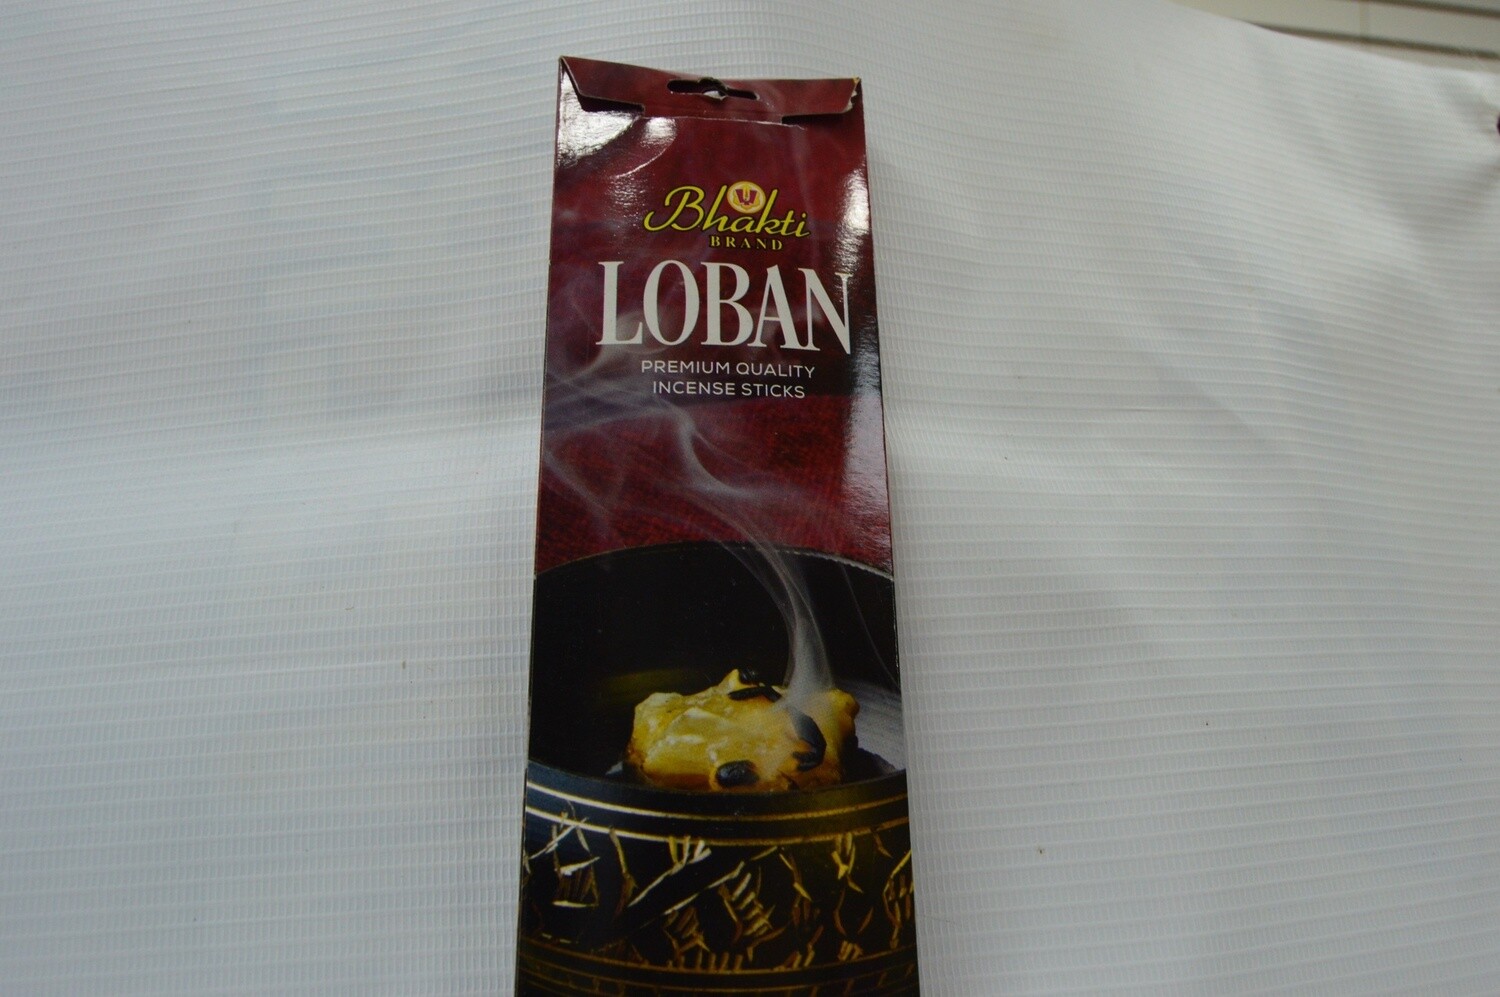 Bhakti
BRAND
LOBAN
PREMIUM QUALITY
INCENSE STICKS